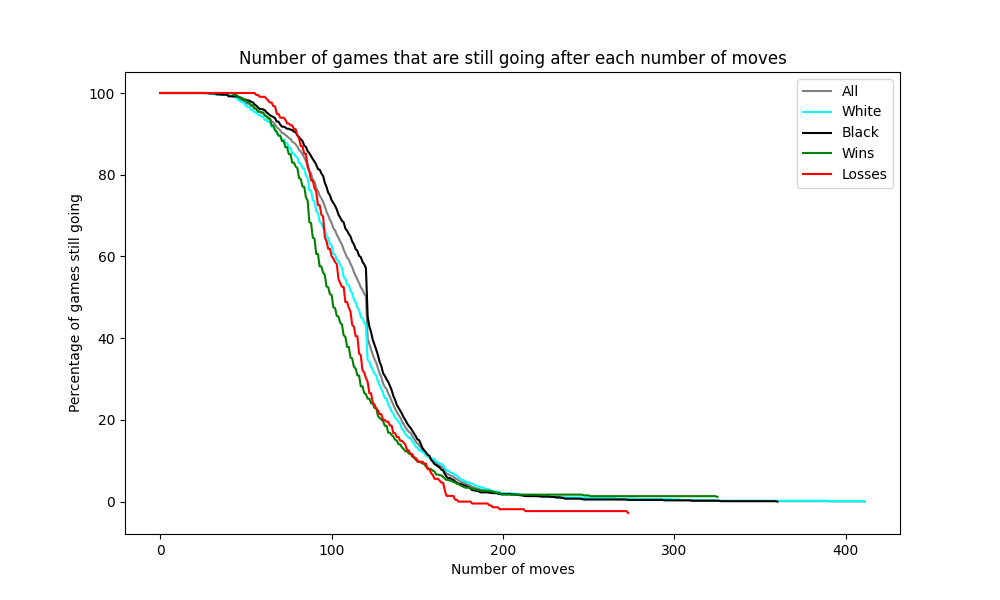 Number of games that are still going after each number of moves
Percentage of games still going
100
80
60
40
20
0
All
White
Black
Wins
Losses
0 100 200 300 400
Number of moves